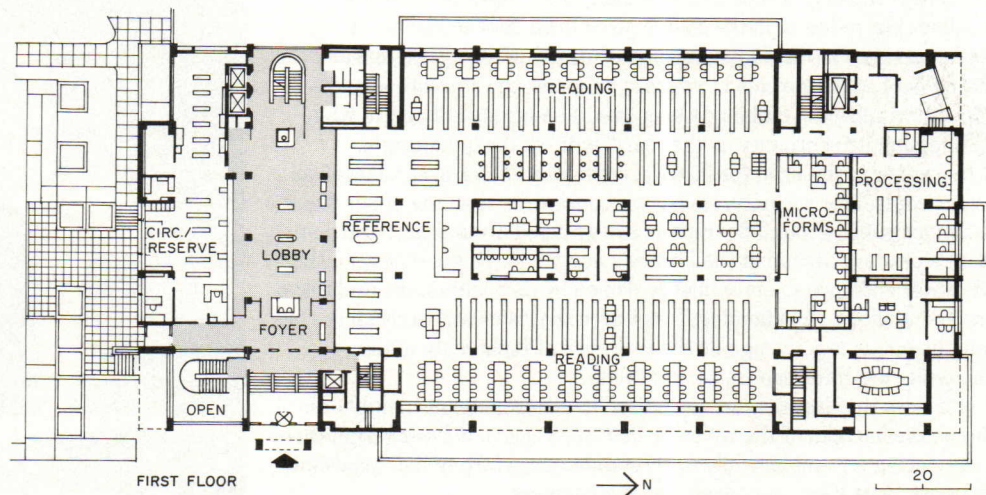 READING
PROCESSING
MICRO-
FORMS
CIRC./
RESERVE
REFERENCE
LOBBY
FOYER
READING
OPEN
FIRST FLOOR
N
20